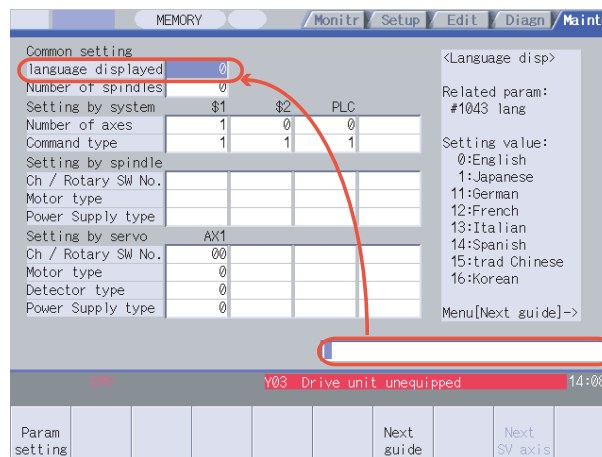 MEMORY Monitr Setup Edit Diagn Maint
Common setting
language displayed 0
Number of spindles 0
Setting by system $1 $2 PLC
Number of axes 1 0 0
Command type 1 1 1
Setting by spindle
Ch / Rotary SW No.
Motor type
Power Supply type
Setting by servo AX1
Ch / Rotary SW No. 00
Motor type 0
Detector type 0
Power Supply type 0
<Language disp>
Related param:
#1043 lang
Setting value:
0:English
1:Japanese
11:German
12:French
13:Italian
14:Spanish
15:trad Chinese
16:Korean
Menu[Next guide]->
EMG Y03 Drive unit unequipped 14:08
Param
setting
Next
guide
Next
SV axis